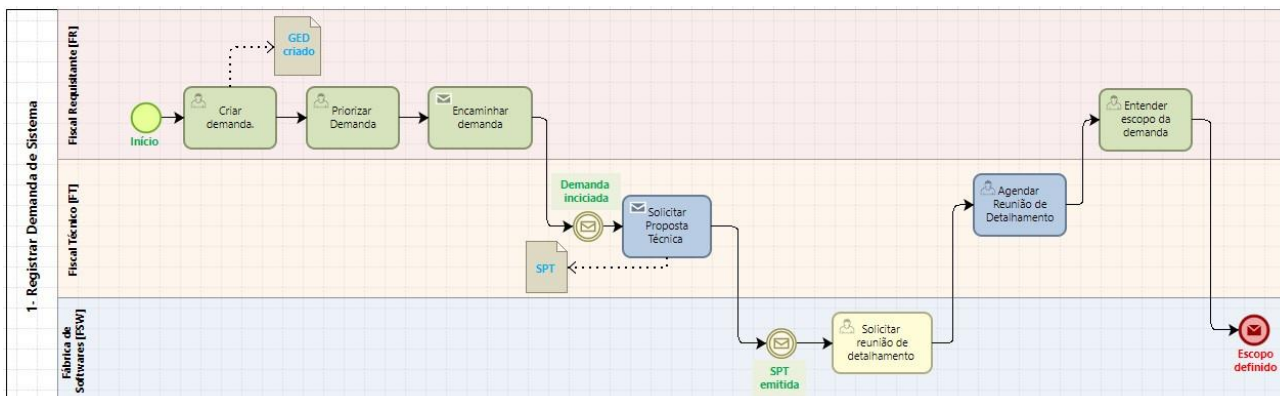 1- Registrar Demanda de Sistema
Fiscal Requisitante [FR]
GED
criado
Início
Criar
demanda.
Priorizar
Demanda
Encaminhar
demanda
Entender
escopo da
demanda
Fiscal Técnico [FT]
Demanda
inciciada
Solicitar
Proposta
Técnica
SPT
Agendar
Reunião de
Detalhamento
Fábrica de
Softwares [FSW]
SPT
emitida
Solicitar
reunião de
detalhamento
Escopo
definido